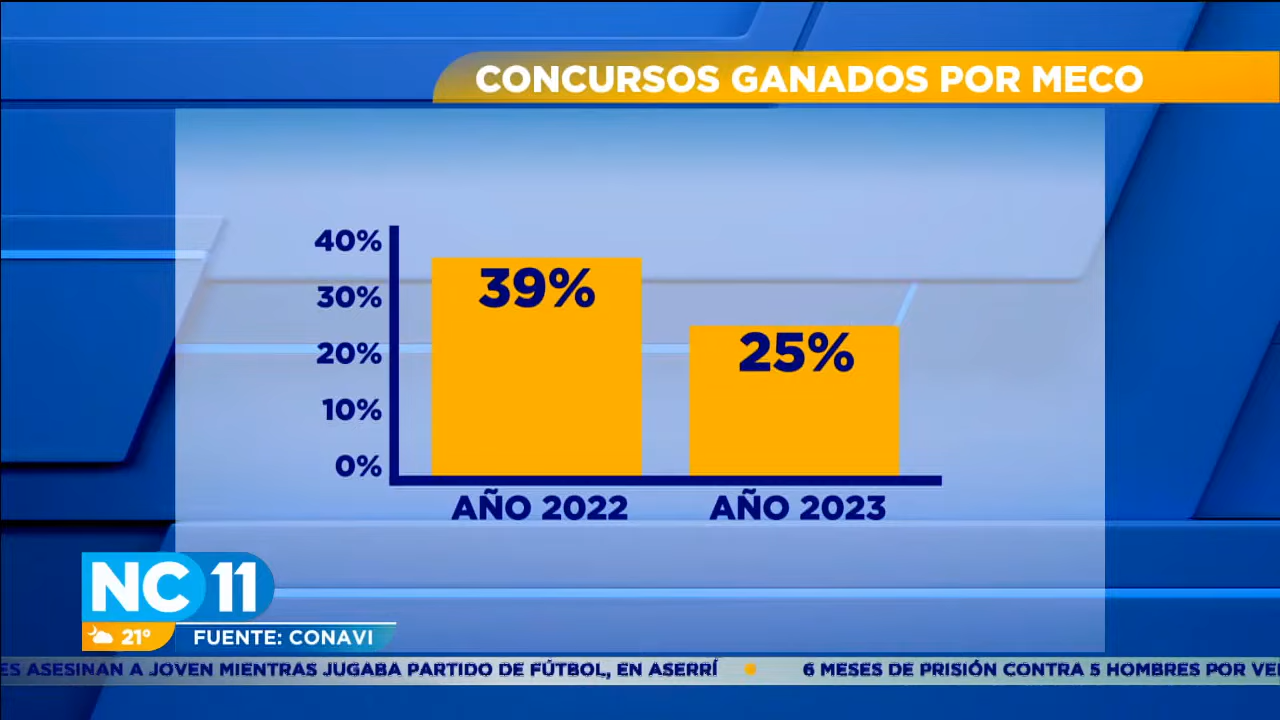 CONCURSOS GANADOS POR MECO
40%
30%
20%
10%
0%
39%
25%
AÑO 2022
AÑO 2023
NC 11
21°
FUENTE: CONAVI
ES ASESINAN A JOVEN MIENTRAS JUGABA PARTIDO DE FÚTBOL, EN ASERRÍ
6 MESES DE PRISIÓN CONTRA 5 HOMBRES POR